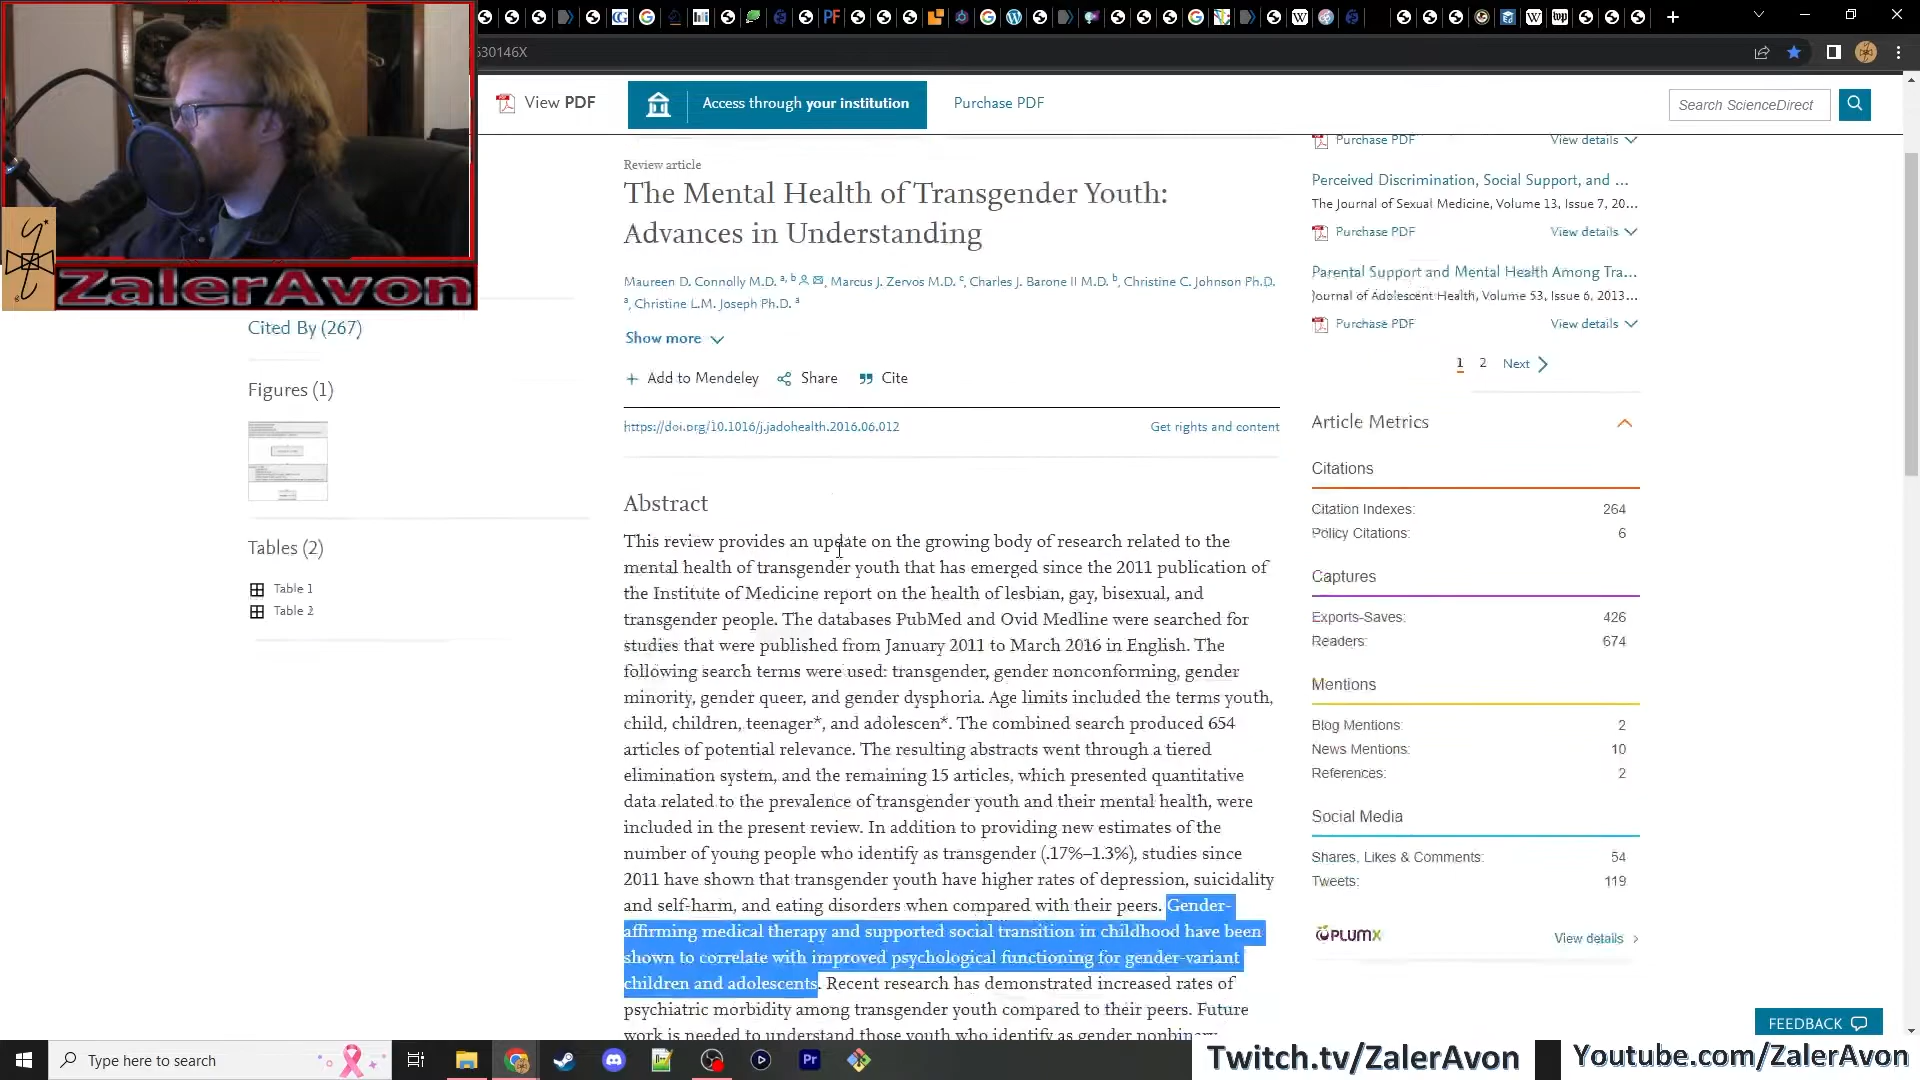 530146X
View PDF
Access through your institution
Purchase PDF
Search ScienceDirect
ZalerAvon
Cited By (267)
Figures (1)
Tables (2)
Table 1
Table 2
Review article
The Mental Health of Transgender Youth:
Advances in Understanding
Maureen D. Connolly M.D. a, b, Marcus J. Zervos M.D. c, Charles J. Barone II M.D. b, Christine C. Johnson Ph.D.
a, Christine L.M. Joseph Ph.D. a
Show more
Add to Mendeley
Share
Cite
https://doi.org/10.1016/j.jadohealth.2016.06.012
Get rights and content
Abstract
This review provides an update on the growing body of research related to the
mental health of transgender youth that has emerged since the 2011 publication of
the Institute of Medicine report on the health of lesbian, gay, bisexual, and
transgender people. The databases PubMed and Ovid Medline were searched for
studies that were published from January 2011 to March 2016 in English. The
following search terms were used: transgender, gender nonconforming, gender
minority, gender queer, and gender dysphoria. Age limits included the terms youth,
child, children, teenager*, and adolescen*. The combined search produced 654
articles of potential relevance. The resulting abstracts went through a tiered
elimination system, and the remaining 15 articles, which presented quantitative
data related to the prevalence of transgender youth and their mental health, were
included in the present review. In addition to providing new estimates of the
number of young people who identify as transgender (.17%–1.3%), studies since
2011 have shown that transgender youth have higher rates of depression, suicidality
and self-harm, and eating disorders when compared with their peers. Gender-
affirming medical therapy and supported social transition in childhood have been
shown to correlate with improved psychological functioning for gender-variant
children and adolescents. Recent research has demonstrated increased rates of
psychiatric morbidity among transgender youth compared to their peers. Future
work is needed to understand those youth who identify as gender nonbinary
Purchase PDF
View details
Perceived Discrimination, Social Support, and ...
The Journal of Sexual Medicine, Volume 13, Issue 7, 20...
Purchase PDF
View details
Parental Support and Mental Health Among Tra...
Journal of Adolescent Health, Volume 53, Issue 6, 2013...
Purchase PDF
View details
1 2 Next
Article Metrics
Citations
Citation Indexes: 264
Policy Citations: 6
Captures
Exports-Saves: 426
Readers: 674
Mentions
Blog Mentions: 2
News Mentions: 10
References: 2
Social Media
Shares, Likes & Comments: 54
Tweets: 119
PLUMX
View details
FEEDBACK
Type here to search
Twitch.tv/ZalerAvon
Youtube.com/ZalerAvon